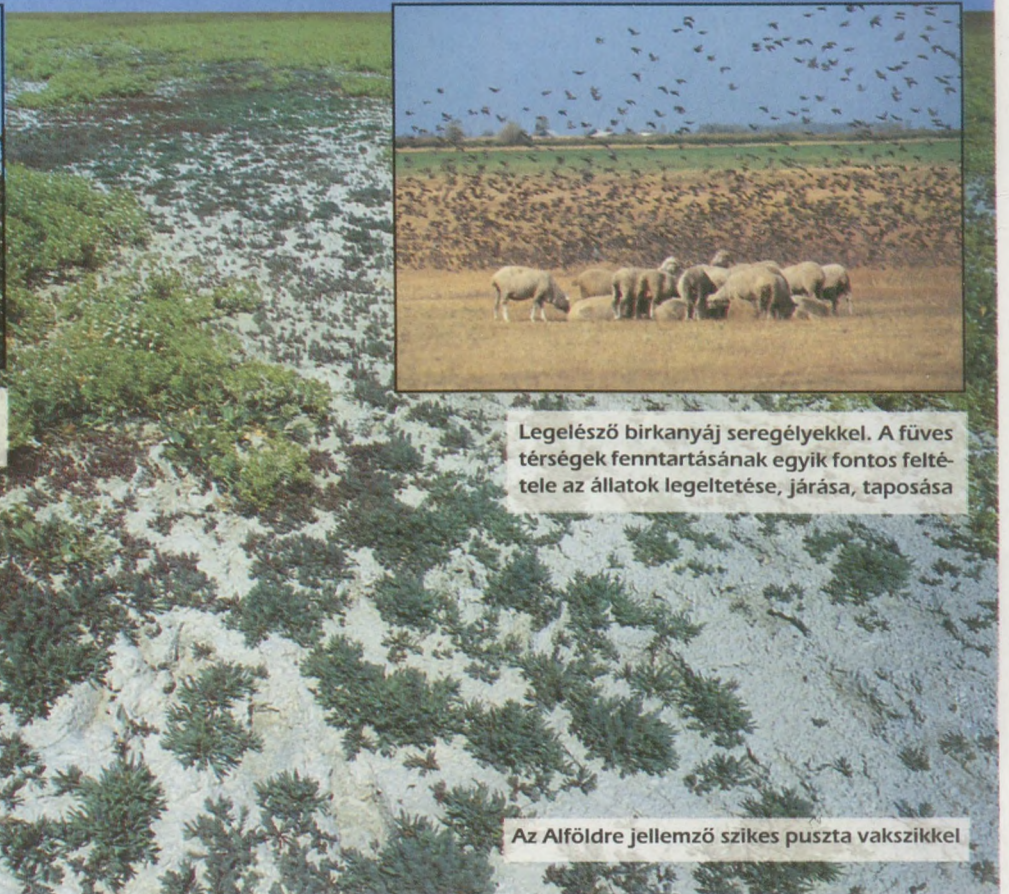 Legelésző birkanyáj seregélyekkel. A füves
térségek fenntartásának egyik fontos felté-
tele az állatok legeltetése, járása, taposása
Az Alföldre jellemző szikes puszta vakszikkel